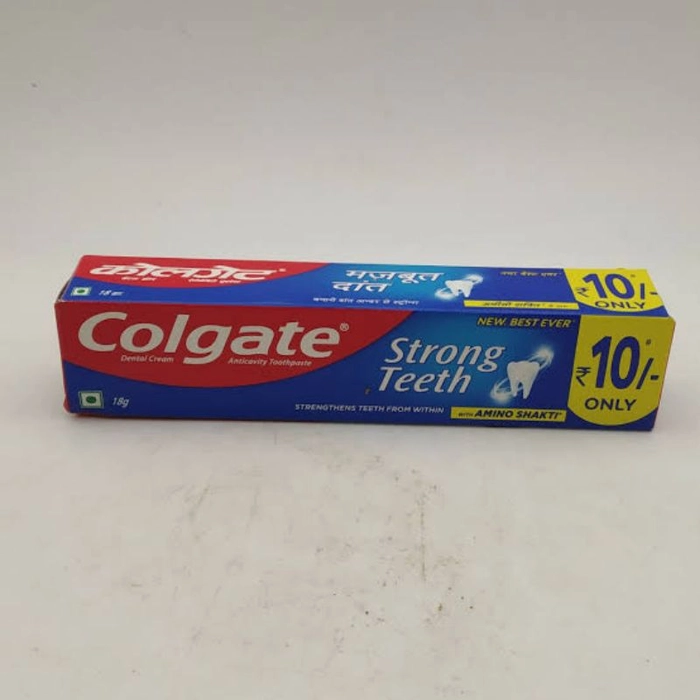 कोलगेट
मज़बूत
दांत
₹10/-
ONLY
Colgate®
Dental Cream Anticavity Toothpaste
NEW. BEST EVER
Strong
Teeth
₹10/-#
ONLY
18g
STRENGTHENS TEETH FROM WITHIN
WITH AMINO SHAKTI